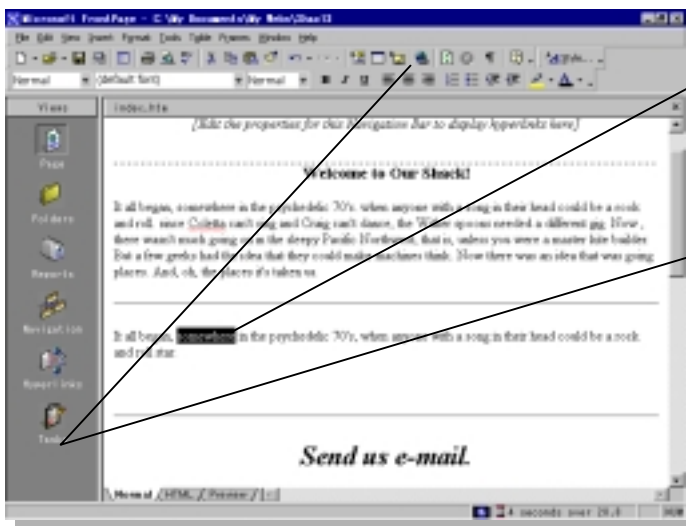 Microsoft FrontPage - C:\My Documents\My Webs\Shack
File Edit View Insert Format Tools Table Frames Window Help
Normal (default font) Normal B I U
Views index.htm
[Edit the properties for this Navigation Bar to display hyperlinks here]
Page
Welcome to Our Shack!
Folders
It all began, somewhere in the psychedelic 70's, when anyone with a song in their head could be a rock
and roll. since Coletta can't sing and Craig can't dance, the needed a different gig. Now,
there wasn't much going on in the sleepy Pacific Northwest, that is, unless you were a master kite builder.
But a few geeks had the idea that they could make machines think. Now there was an idea that was going
places. And, oh, the places it's taken us.
Reports
Navigation
It all began, somewhere in the psychedelic 70's, when anyone with a song in their head could be a rock
and roll star.
Hyperlinks
Tasks
Send us e-mail.
Normal HTML Preview
seconds over 28.8 NUM